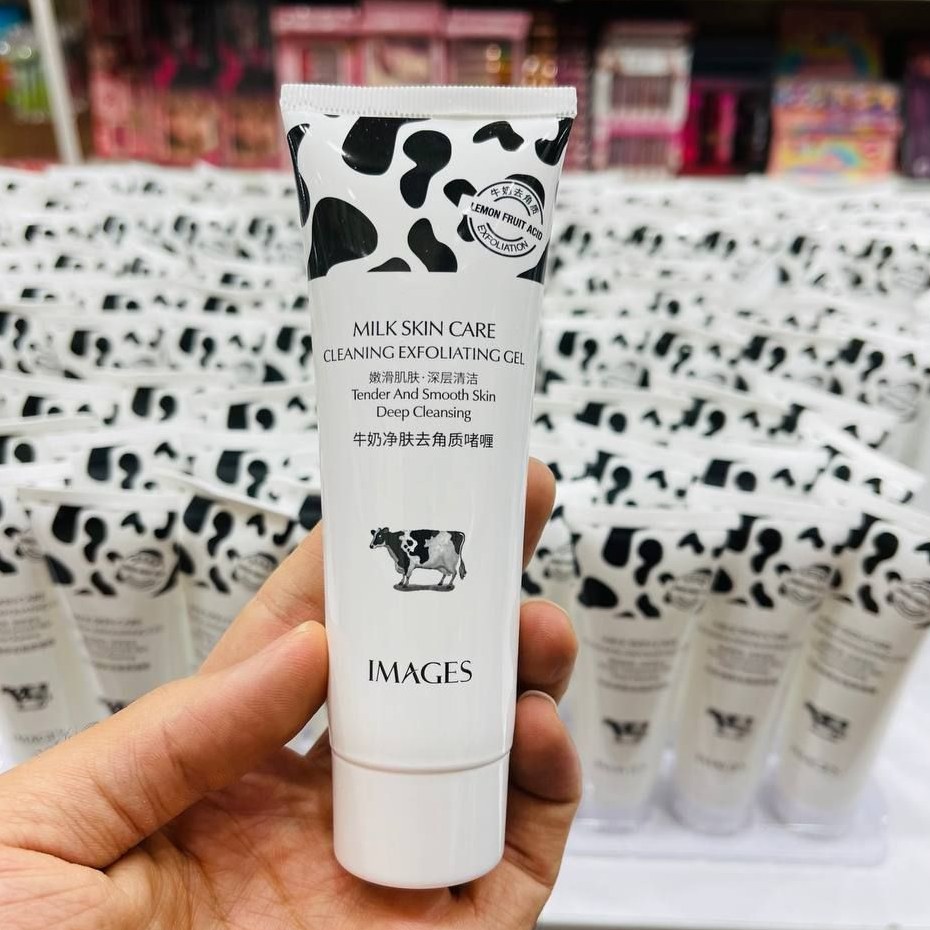 牛奶去角质
LEMON FRUIT ACID
EXFOLIATION
MILK SKIN CARE
CLEANING EXFOLIATING GEL
嫩滑肌肤·深层清洁
Tender And Smooth Skin
Deep Cleansing
牛奶净肤去角质啫喱
IMAGES